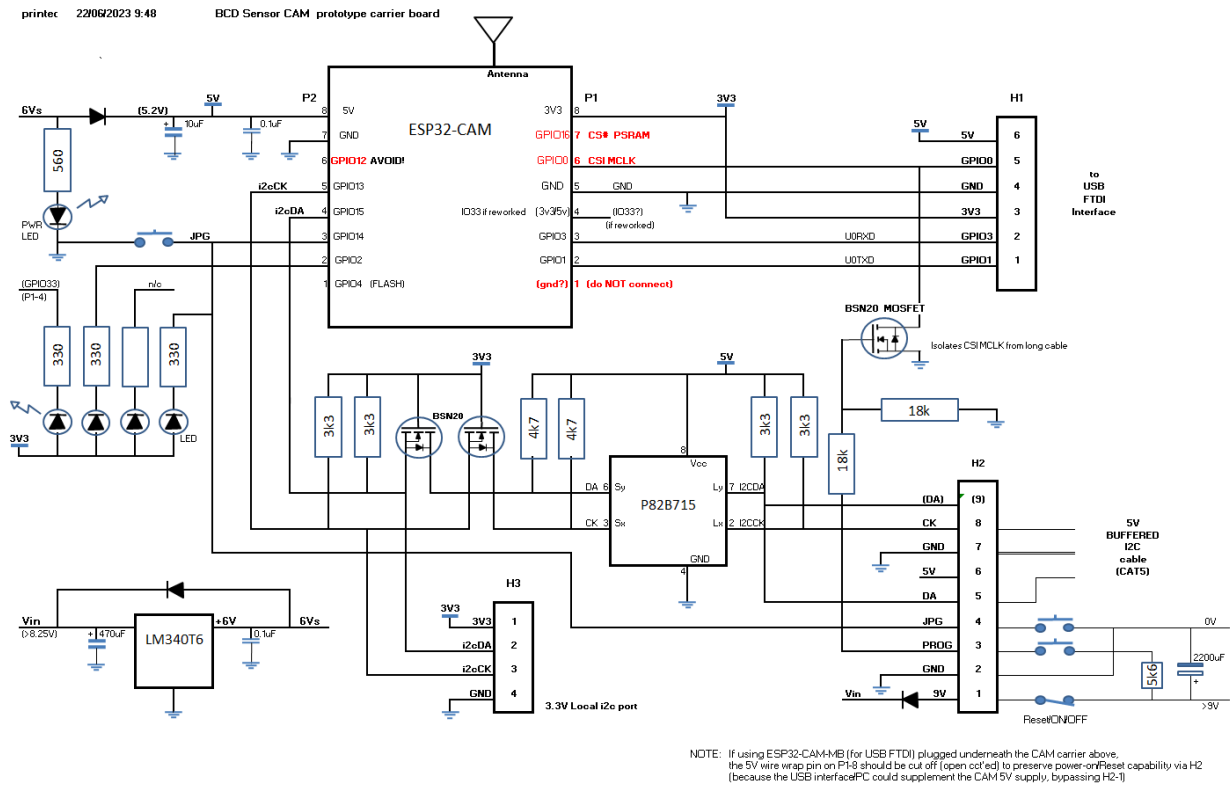 printec 22/06/2023 9:48 BCD Sensor CAM prototype carrier board
Antenna
ESP32-CAM
P2
P1
H1
6Vs
(5.2V)
5V
10uF
0.1uF
560
PWR
LED
JPG
i2cCK
i2cDA
8 5V
7 GND
6 GPIO12 AVOID!
5 GPIO13
4 GPIO15
3 GPIO14
2 GPIO2
1 GPIO4 (FLASH)
3V3 8
GPIO16 7 CS# PSRAM
GPIO0 6 CSI MCLK
GND 5 GND
IO33 if reworked (3v3/5v) 4 (IO33?)
(if reworked)
GPIO3 3 U0RXD
GPIO1 2 U0TXD
(gnd?) 1 (do NOT connect)
3V3
5V
5V 6
GPIO0 5
GND 4
3V3 3
GPIO3 2
GPIO1 1
to
USB
FTDI
Interface
(GPIO33)
(P1-4)
n/c
330
330
330
LED
3V3
BSN20 MOSFET
Isolates CSI MCLK from long cable
18k
18k
3V3
3k3
3k3
BSN20
4k7
4k7
5V
3k3
3k3
P82B715
8
Vcc
DA 6 Sy
CK 3 Sx
Ly 7 I2CDA
Lx 2 I2CCK
GND
4
H2
(DA) (9)
CK 8
GND 7
5V 6
DA 5
JPG 4
PROG 3
GND 2
9V 1
Vin
5V
BUFFERED
I2C
cable
(CAT5)
0V
2200uF
+
5k6
>9V
Reset/ON/OFF
H3
3V3
3V3 1
i2cDA 2
i2cCK 3
GND 4
3.3V Local i2c port
Vin
(>8.25V)
+ 470uF
LM340T6
+6V
0.1uF
6Vs
NOTE: If using ESP32-CAM-MB (for USB FTDI) plugged underneath the CAM carrier above,
the 5V wire wrap pin on P1-8 should be cut off (open cct'ed) to preserve power-on/Reset capability via H2
(because the USB interface/PC could supplement the CAM 5V supply, bypassing H2-1)